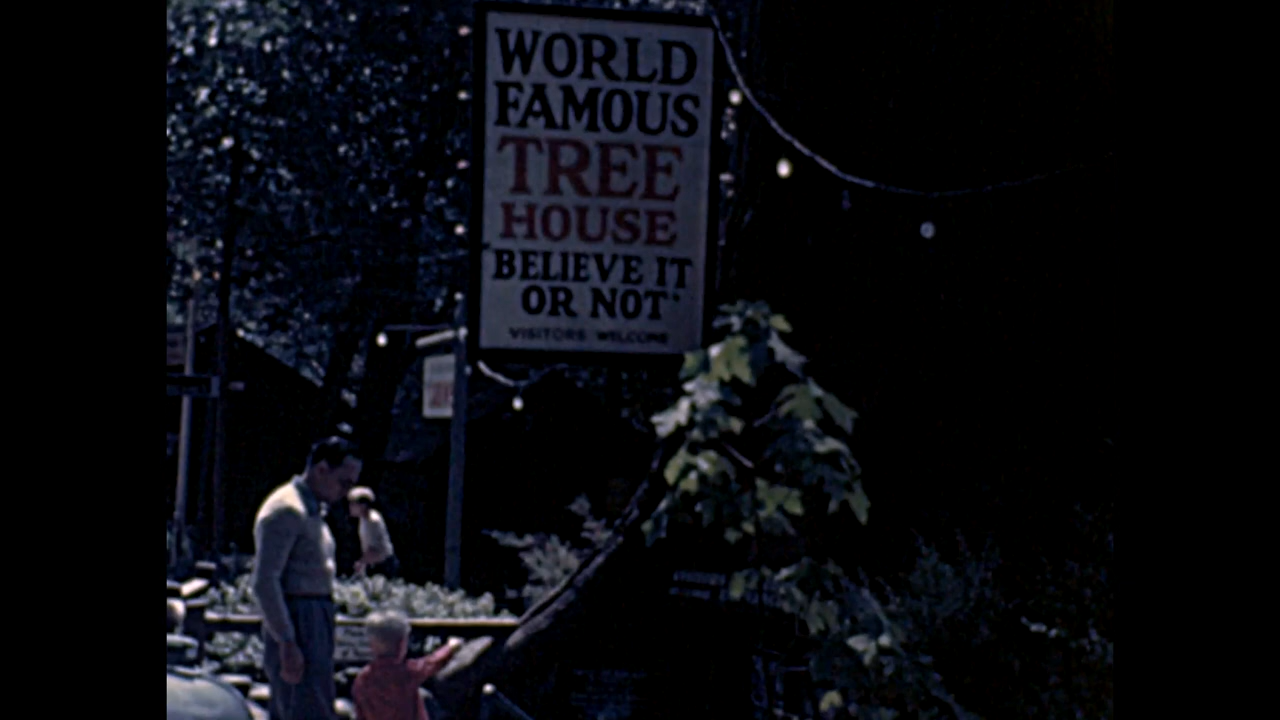 WORLD
FAMOUS
TREE
HOUSE
"BELIEVE IT
OR NOT"
VISITORS WELCOME